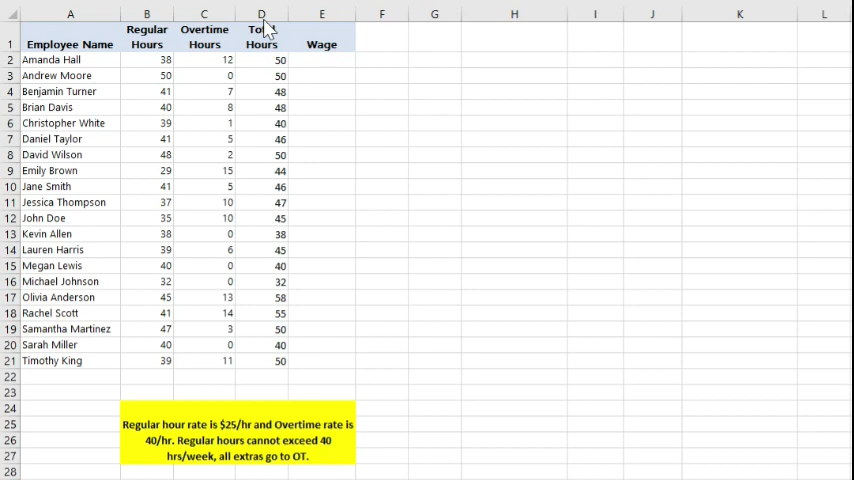 A B C D E F G H I J K L
1 Employee Name Regular Hours Overtime Hours Hours Wage
2 Amanda Hall 38 12 50
3 Andrew Moore 50 0 50
4 Benjamin Turner 41 7 48
5 Brian Davis 40 8 48
6 Christopher White 39 1 40
7 Daniel Taylor 41 5 46
8 David Wilson 48 2 50
9 Emily Brown 29 15 44
10 Jane Smith 41 5 46
11 Jessica Thompson 37 10 47
12 John Doe 35 10 45
13 Kevin Allen 38 0 38
14 Lauren Harris 39 6 45
15 Megan Lewis 40 0 40
16 Michael Johnson 32 0 32
17 Olivia Anderson 45 13 58
18 Rachel Scott 41 14 55
19 Samantha Martinez 47 3 50
20 Sarah Miller 40 0 40
21 Timothy King 39 11 50
22
23
24
25 Regular hour rate is $25/hr and Overtime rate is
26 40/hr. Regular hours cannot exceed 40
27 hrs/week, all extras go to OT.
28